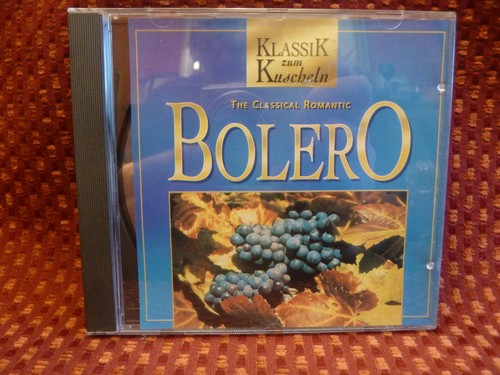 KLASSIK
zum
Kuscheln
THE CLASSICAL ROMANTIC
BOLERO